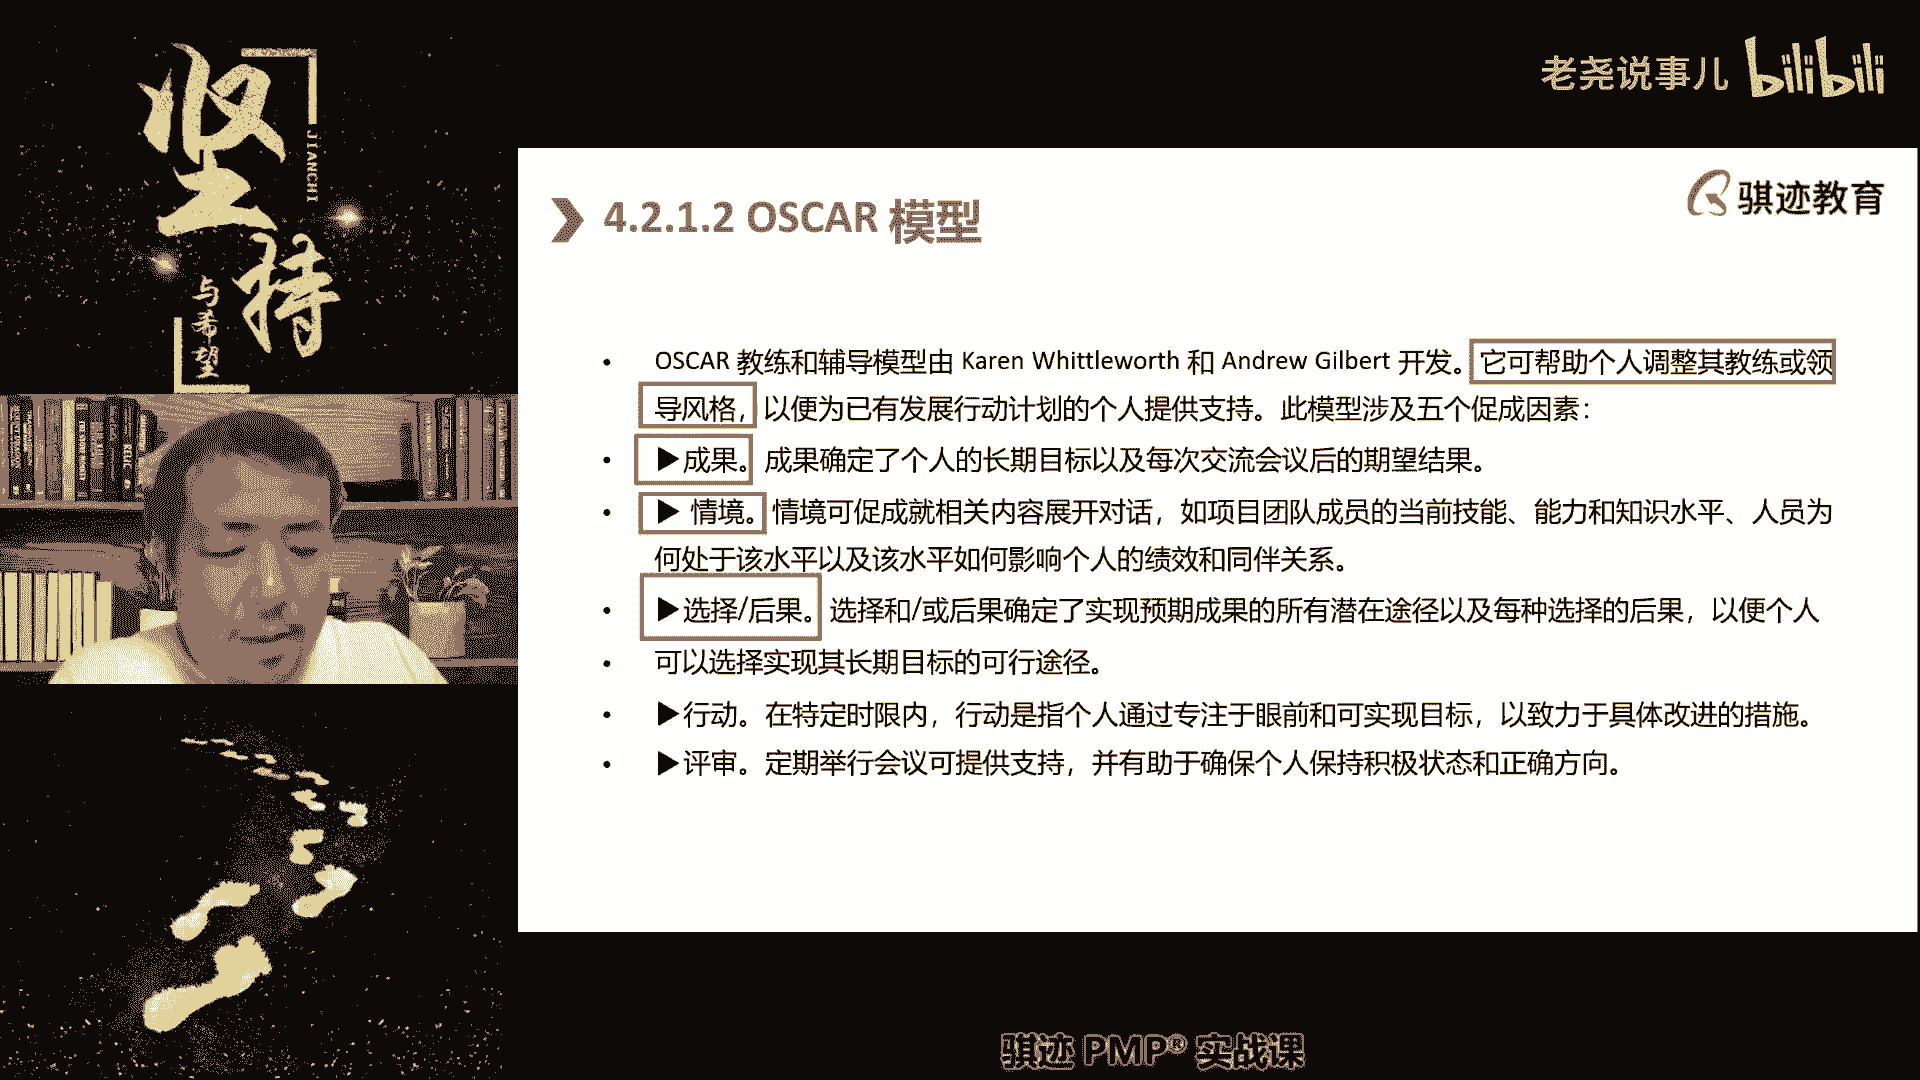 坚持
JIANCHI
与希望
老尧说事儿 bilibili
骐迹教育
4.2.1.2 OSCAR 模型
• OSCAR 教练和辅导模型由 Karen Whittleworth 和 Andrew Gilbert 开发。它可帮助个人调整其教练或领
导风格，以便为已有发展行动计划的个人提供支持。此模型涉及五个促成因素：
• ▶成果。成果确定了个人的长期目标以及每次交流会议后的期望结果。
• ▶ 情境。情境可促成就相关内容展开对话，如项目团队成员的当前技能、能力和知识水平、人员为
何处于该水平以及该水平如何影响个人的绩效和同伴关系。
• ▶选择/后果。选择和/或后果确定了实现预期成果的所有潜在途径以及每种选择的后果，以便个人
• 可以选择实现其长期目标的可行途径。
• ▶行动。在特定时限内，行动是指个人通过专注于眼前和可实现目标，以致力于具体改进的措施。
• ▶评审。定期举行会议可提供支持，并有助于确保个人保持积极状态和正确方向。
骐迹 PMP® 实战课